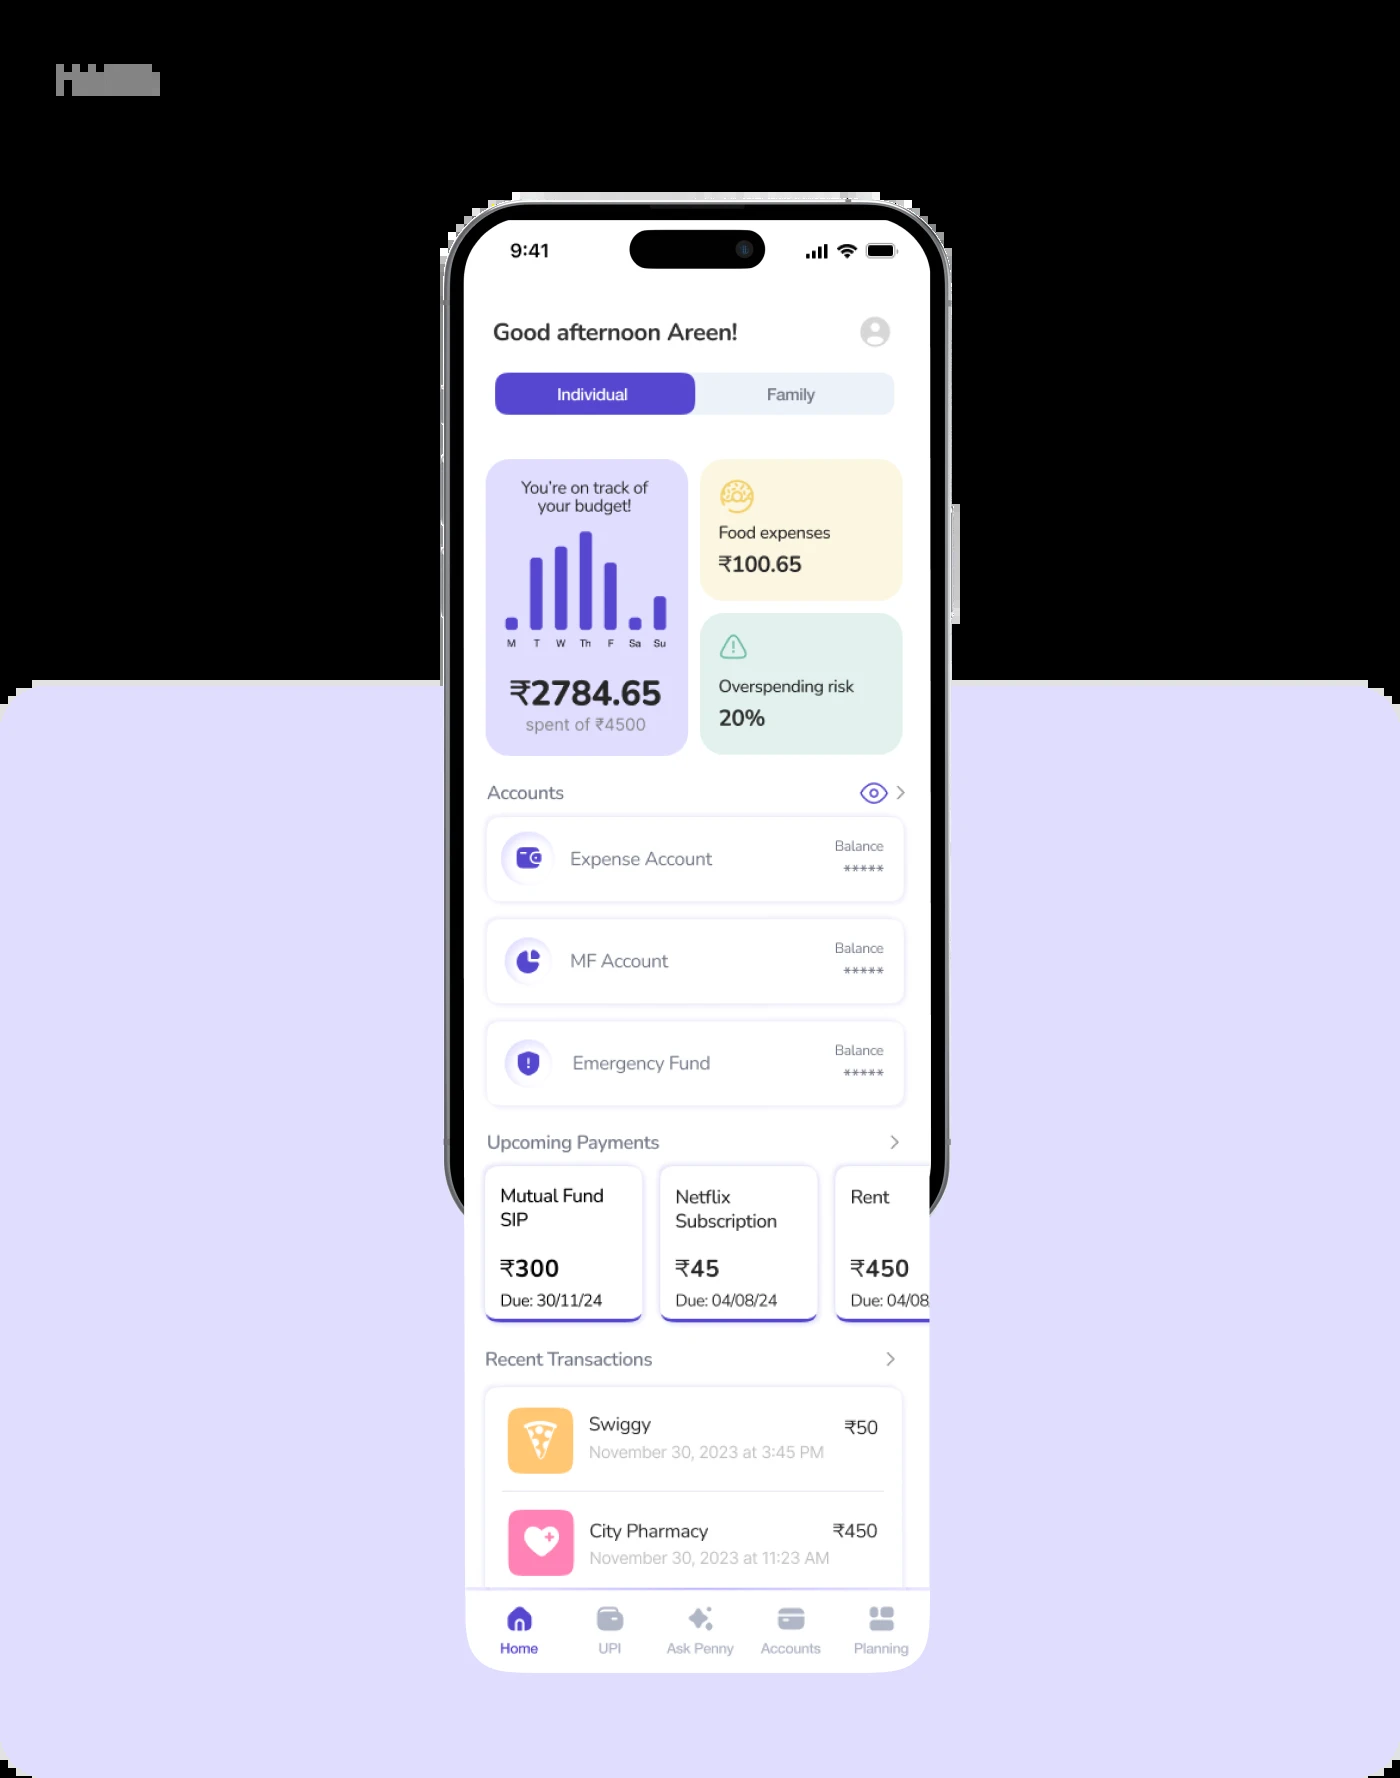 9:41
Good afternoon Areen!
Individual
Family
You're on track of
your budget!
M T W Th F Sa Su
₹2784.65
spent of ₹4500
Food expenses
₹100.65
Overspending risk
20%
Accounts
Expense Account
Balance
*****
MF Account
Balance
*****
Emergency Fund
Balance
*****
Upcoming Payments
Mutual Fund
SIP
₹300
Due: 30/11/24
Netflix
Subscription
₹45
Due: 04/08/24
Rent
₹450
Due: 04/08
Recent Transactions
Swiggy
₹50
November 30, 2023 at 3:45 PM
City Pharmacy
₹450
November 30, 2023 at 11:23 AM
Home
UPI
Ask Penny
Accounts
Planning